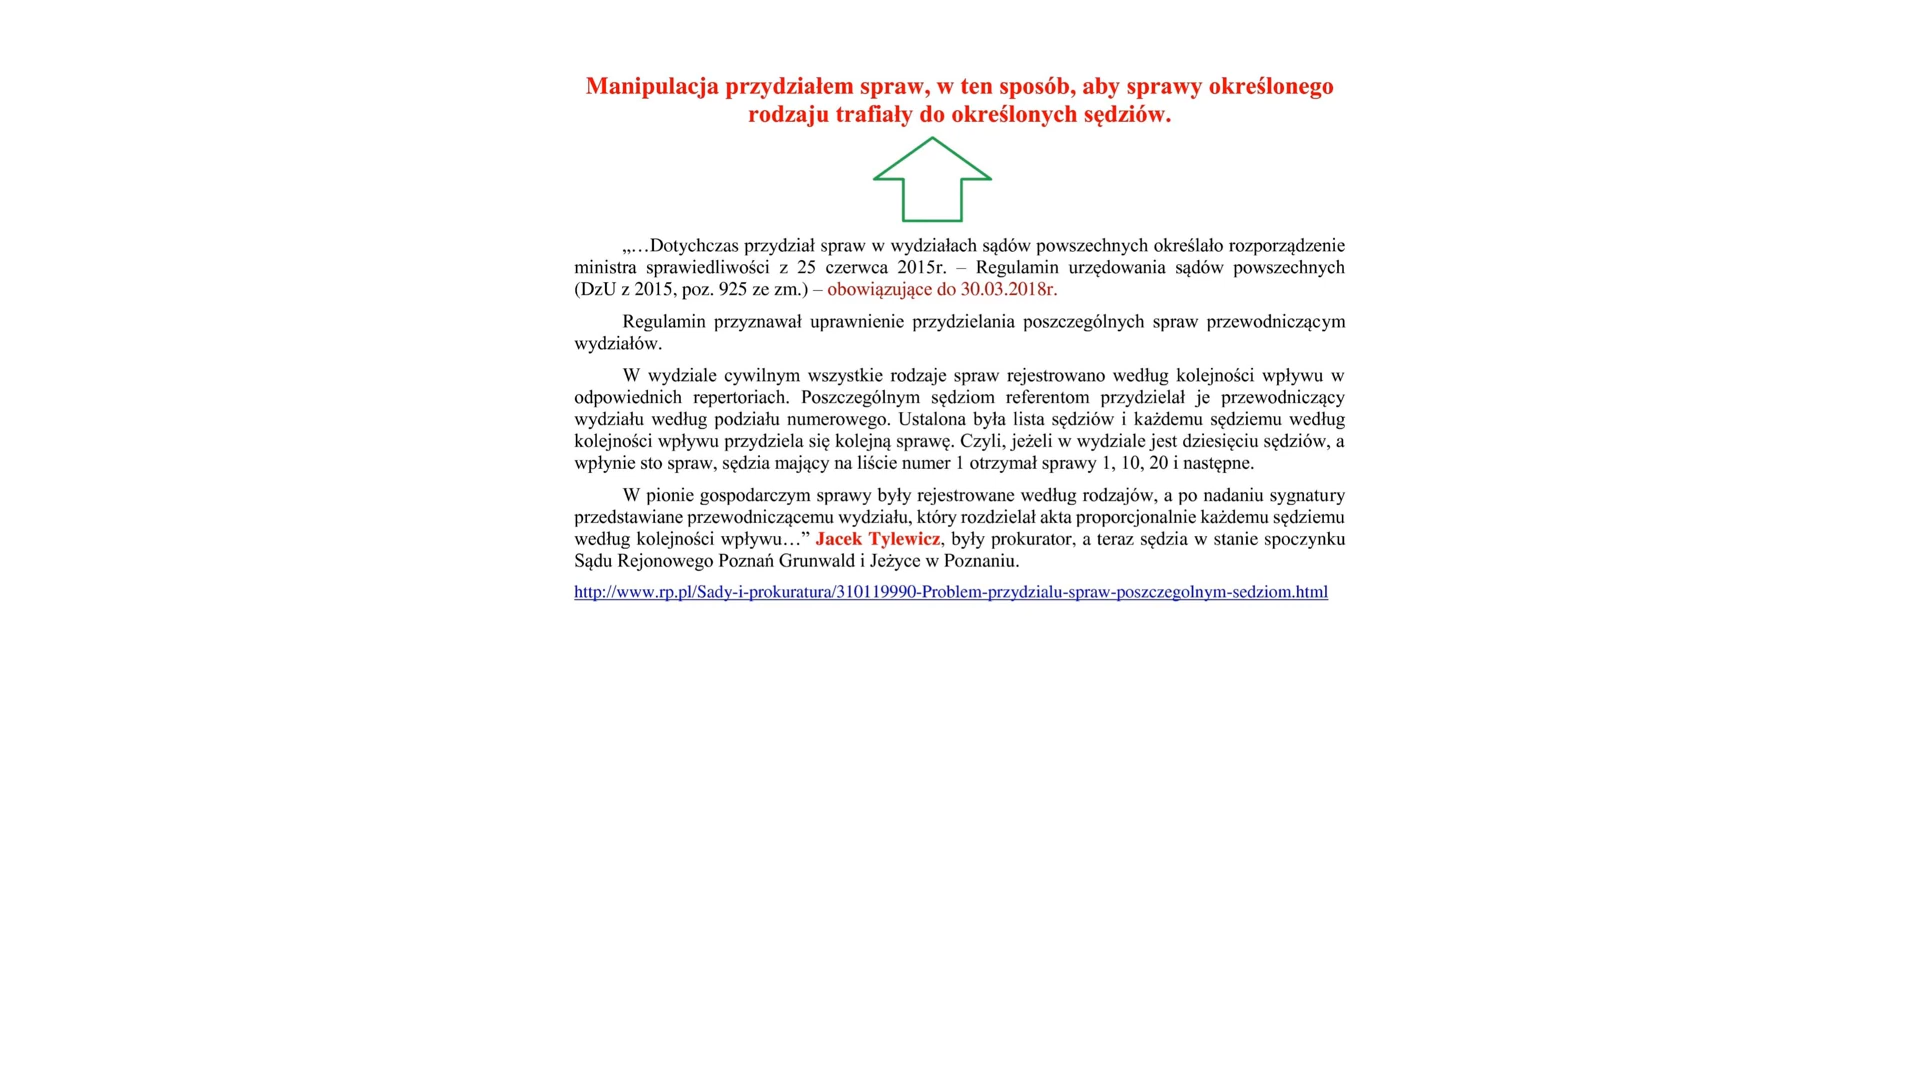 Manipulacja przydziałem spraw, w ten sposób, aby sprawy określonego
rodzaju trafiały do określonych sędziów.
„…Dotychczas przydział spraw w wydziałach sądów powszechnych określało rozporządzenie
ministra sprawiedliwości z 25 czerwca 2015r. – Regulamin urzędowania sądów powszechnych
(DzU z 2015, poz. 925 ze zm.) – obowiązujące do 30.03.2018r.
Regulamin przyznawał uprawnienie przydzielania poszczególnych spraw przewodniczącym
wydziałów.
W wydziale cywilnym wszystkie rodzaje spraw rejestrowano według kolejności wpływu w
odpowiednich repertoriach. Poszczególnym sędziom referentom przydzielał je przewodniczący
wydziału według podziału numerowego. Ustalona była lista sędziów i każdemu sędziemu według
kolejności wpływu przydziela się kolejną sprawę. Czyli, jeżeli w wydziale jest dziesięciu sędziów, a
wpłynie sto spraw, sędzia mający na liście numer 1 otrzymał sprawy 1, 10, 20 i następne.
W pionie gospodarczym sprawy były rejestrowane według rodzajów, a po nadaniu sygnatury
przedstawiane przewodniczącemu wydziału, który rozdzielał akta proporcjonalnie każdemu sędziemu
według kolejności wpływu…” Jacek Tylewicz, były prokurator, a teraz sędzia w stanie spoczynku
Sądu Rejonowego Poznań Grunwald i Jeżyce w Poznaniu.
http://www.rp.pl/Sady-i-prokuratura/310119990-Problem-przydzialu-spraw-poszczegolnym-sedziom.html